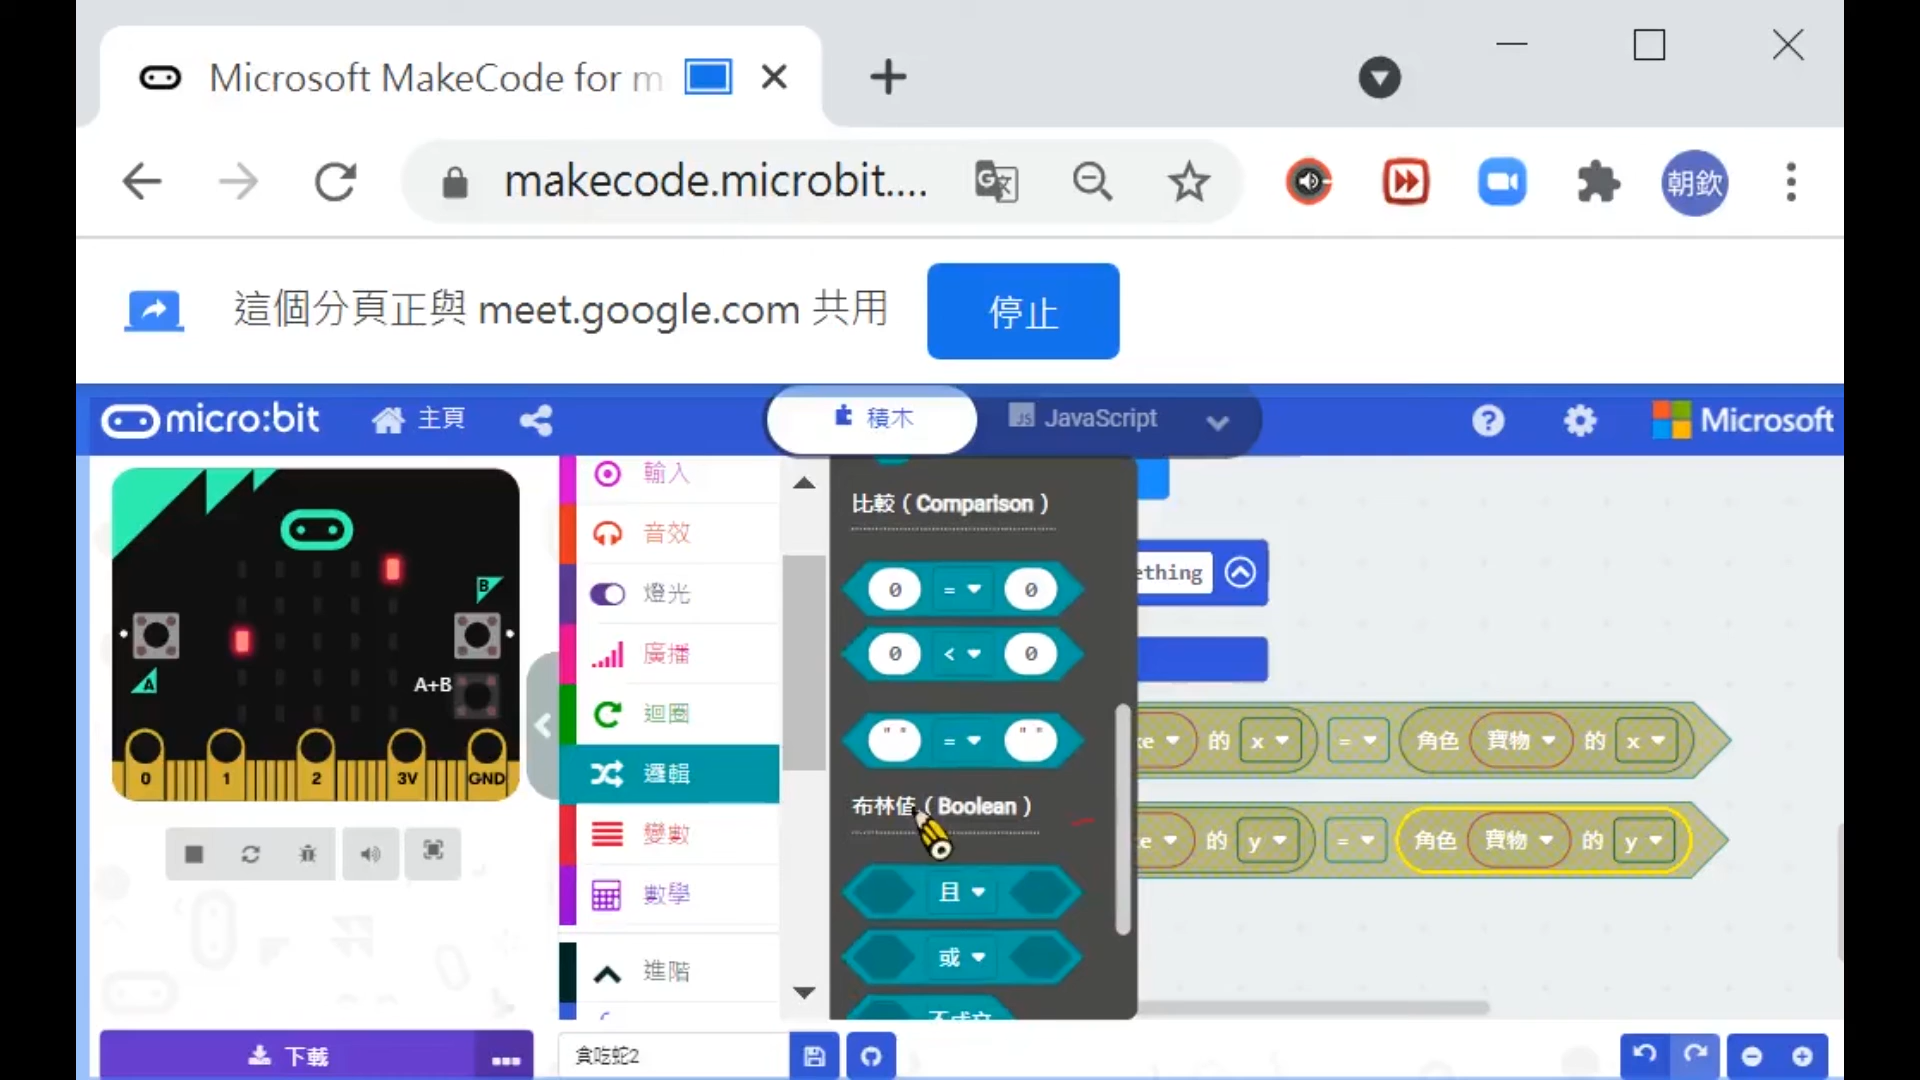 Microsoft MakeCode for m
makecode.microbit....
朝欽
這個分頁正與 meet.google.com 共用
停止
micro:bit
主頁
積木
JS JavaScript
Microsoft
B
A
A+B
0 1 2 3V GND
輸入
音效
燈光
廣播
迴圈
邏輯
變數
數學
進階
比較 ( Comparison )
0 = 0
0 < 0
" " = " "
布林值 ( Boolean )
且
或
ething
的 x = 角色 寶物 的 x
e 的 y = 角色 寶物 的 y
下載
貪吃蛇2